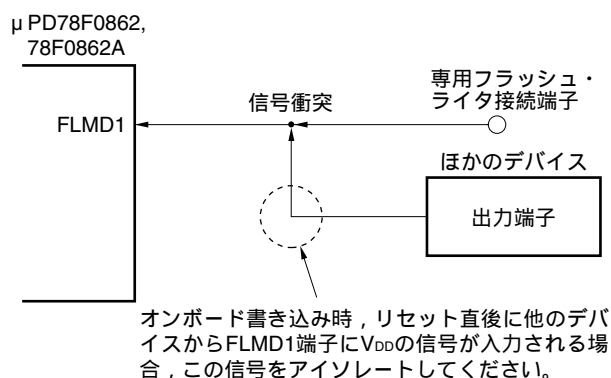 μ PD78F0862,
78F0862A
FLMD1
信号衝突
専用フラッシュ・
ライタ接続端子
ほかのデバイス
出力端子
オンボード書き込み時，リセット直後に他のデバ
イスからFLMD1端子にVDDの信号が入力される場
合，この信号をアイソレートしてください。